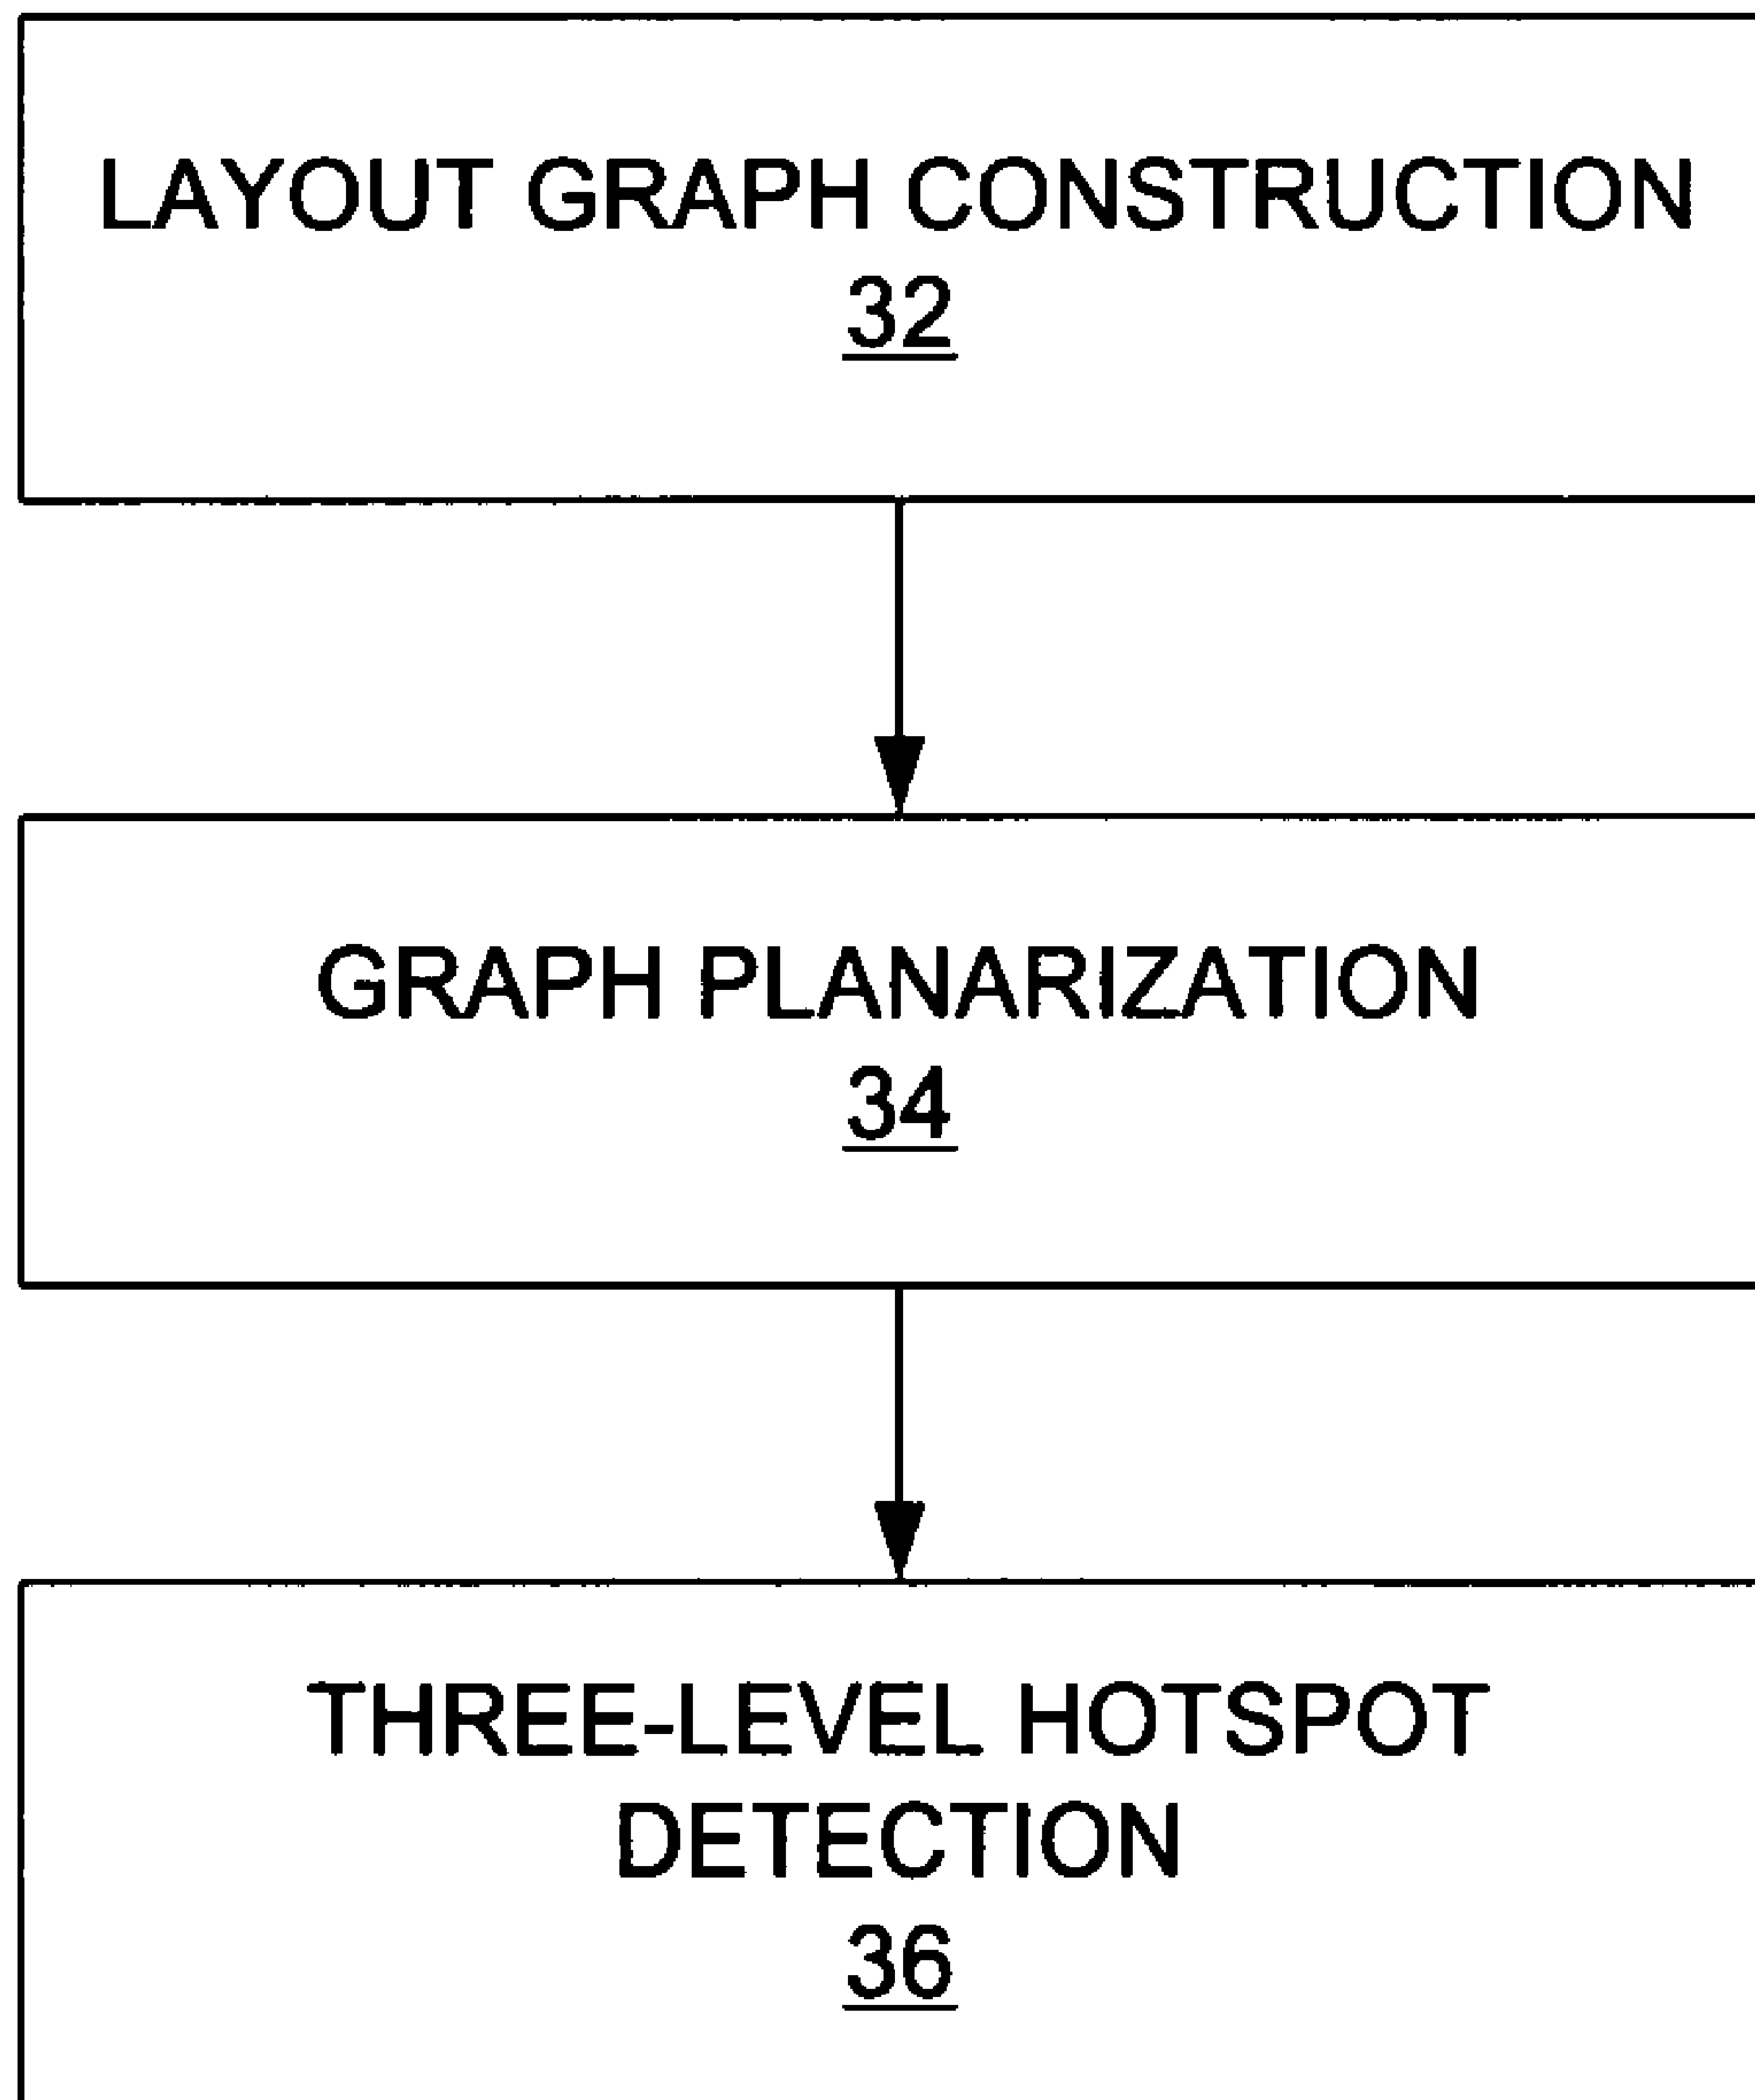 LAYOUT GRAPH CONSTRUCTION
32
GRAPH PLANARIZATION
34
THREE-LEVEL HOTSPOT
DETECTION
36